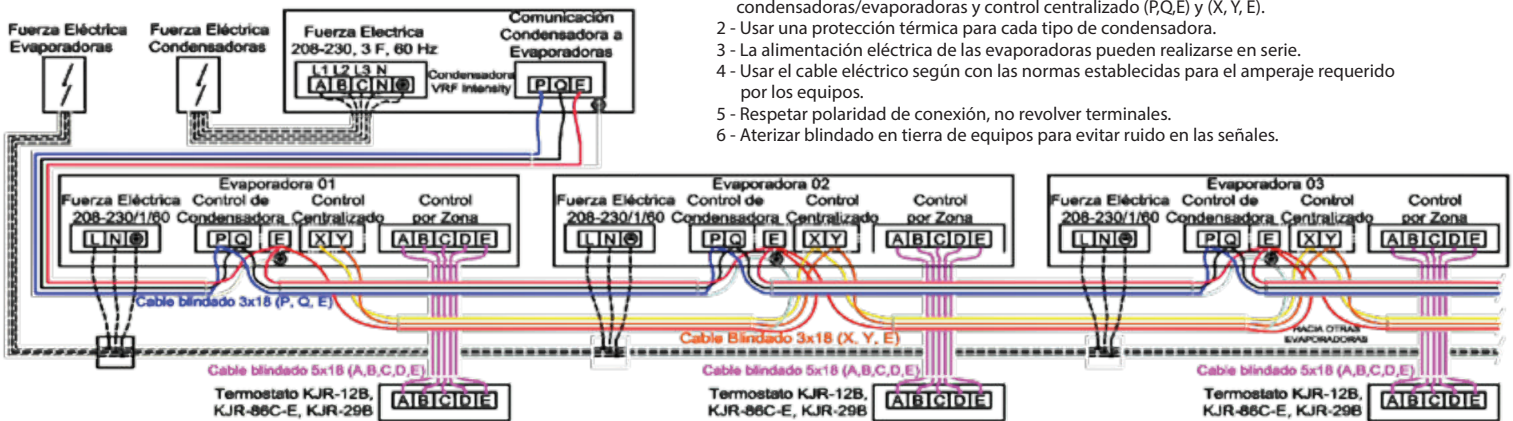 condensadoras/evaporadoras y control centralizado (P,Q,E) y (X, Y, E).
2 - Usar una protección térmica para cada tipo de condensadora.
3 - La alimentación eléctrica de las evaporadoras pueden realizarse en serie.
4 - Usar el cable eléctrico según con las normas establecidas para el amperaje requerido
por los equipos.
5 - Respetar polaridad de conexión, no revolver terminales.
6 - Aterizar blindado en tierra de equipos para evitar ruido en las señales.
Fuerza Eléctrica
Evaporadoras
Fuerza Eléctrica
Condensadoras
Fuerza Electrica
208-230, 3 F, 60 Hz
L1 L2 L3 N
A B C N
Condensadora
VRF Intensity
Comunicación
Condensadora a
Evaporadoras
P Q E
Evaporadora 01
Fuerza Eléctrica
208-230/1/60
L N
Control de
Condensadora
P Q E
Control
Centralizado
X Y
Control
por Zona
A B C D E
Evaporadora 02
Fuerza Eléctrica
208-230/1/60
L N
Control de
Condensadora
P Q E
Control
Centralizado
X Y
Control
por Zona
A B C D E
Evaporadora 03
Fuerza Eléctrica
208-230/1/60
L N
Control de
Condensadora
P Q E
Control
Centralizado
X Y
Control
por Zona
A B C D E
Cable blindado 3x18 (P, Q, E)
Cable Blindado 3x18 (X, Y, E)
HACIA OTRAS
EVAPORADORAS
Cable blindado 5x18 (A,B,C,D,E)
Cable blindado 5x18 (A,B,C,D,E)
Cable blindado 5x18 (A,B,C,D,E)
Termostato KJR-12B,
KJR-86C-E, KJR-29B
A B C D E
Termostato KJR-12B,
KJR-86C-E, KJR-29B
A B C D E
Termostato KJR-12B,
KJR-86C-E, KJR-29B
A B C D E